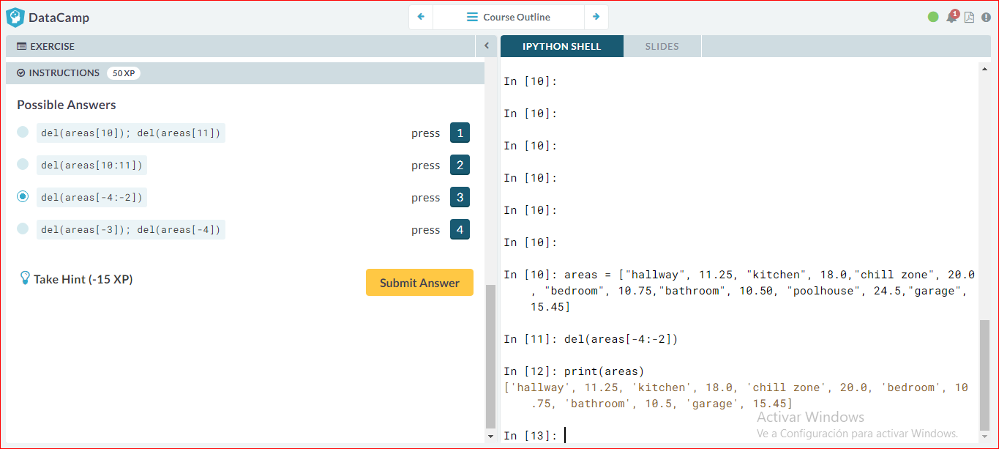 DataCamp
Course Outline
1
EXERCISE
IPYTHON SHELL
SLIDES
INSTRUCTIONS 50 XP
Possible Answers
del(areas[10]); del(areas[11]) press 1
del(areas[10:11]) press 2
del(areas[-4:-2]) press 3
del(areas[-3]); del(areas[-4]) press 4
Take Hint (-15 XP)
Submit Answer
In [10]:
In [10]:
In [10]:
In [10]:
In [10]:
In [10]:
In [10]: areas = ["hallway", 11.25, "kitchen", 18.0,"chill zone", 20.0
, "bedroom", 10.75,"bathroom", 10.50, "poolhouse", 24.5,"garage",
15.45]
In [11]: del(areas[-4:-2])
In [12]: print(areas)
['hallway', 11.25, 'kitchen', 18.0, 'chill zone', 20.0, 'bedroom', 10
.75, 'bathroom', 10.5, 'garage', 15.45]
In [13]:
Activar Windows
Ve a Configuración para activar Windows.